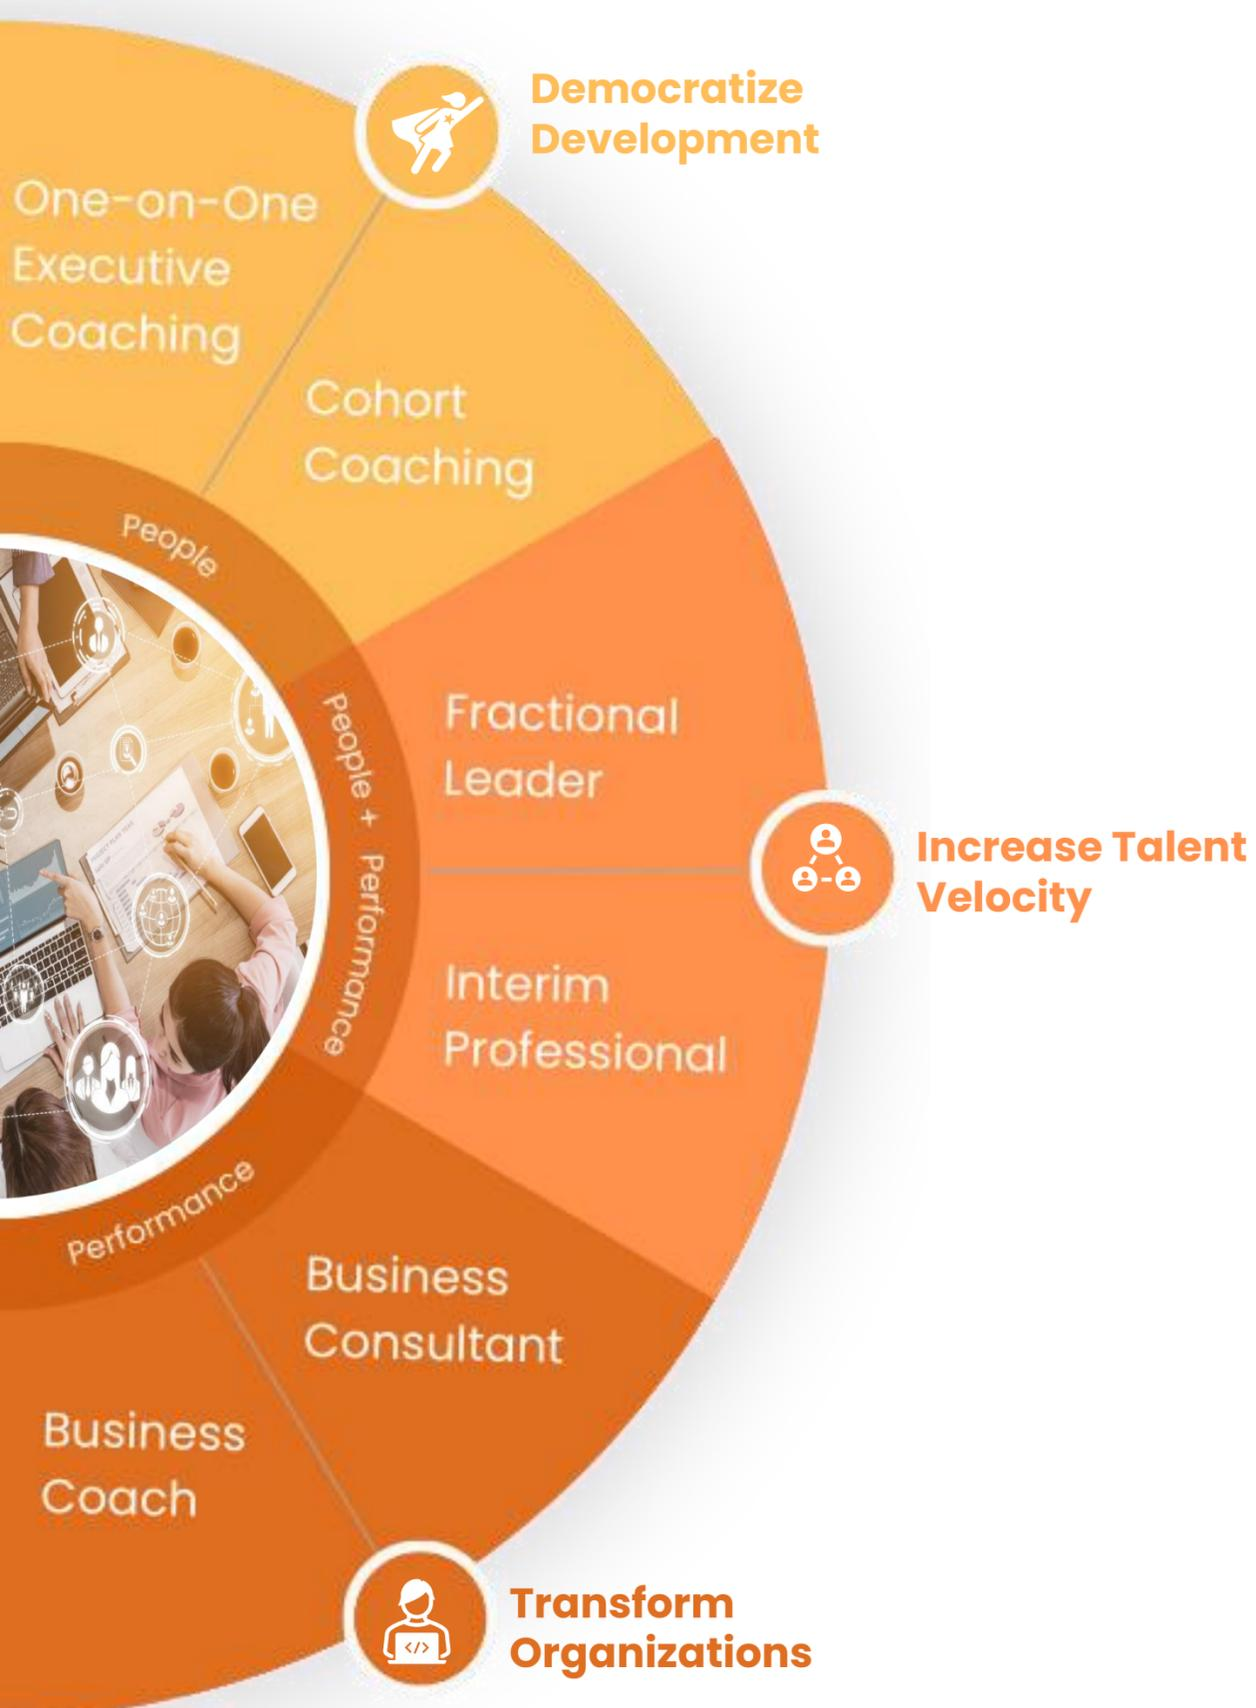 Democratize
Development
One-on-One
Executive
Coaching
Cohort
Coaching
People
Fractional
Leader
People + Performance
Increase Talent
Velocity
Interim
Professional
Performance
Business
Consultant
Business
Coach
</>
Transform
Organizations